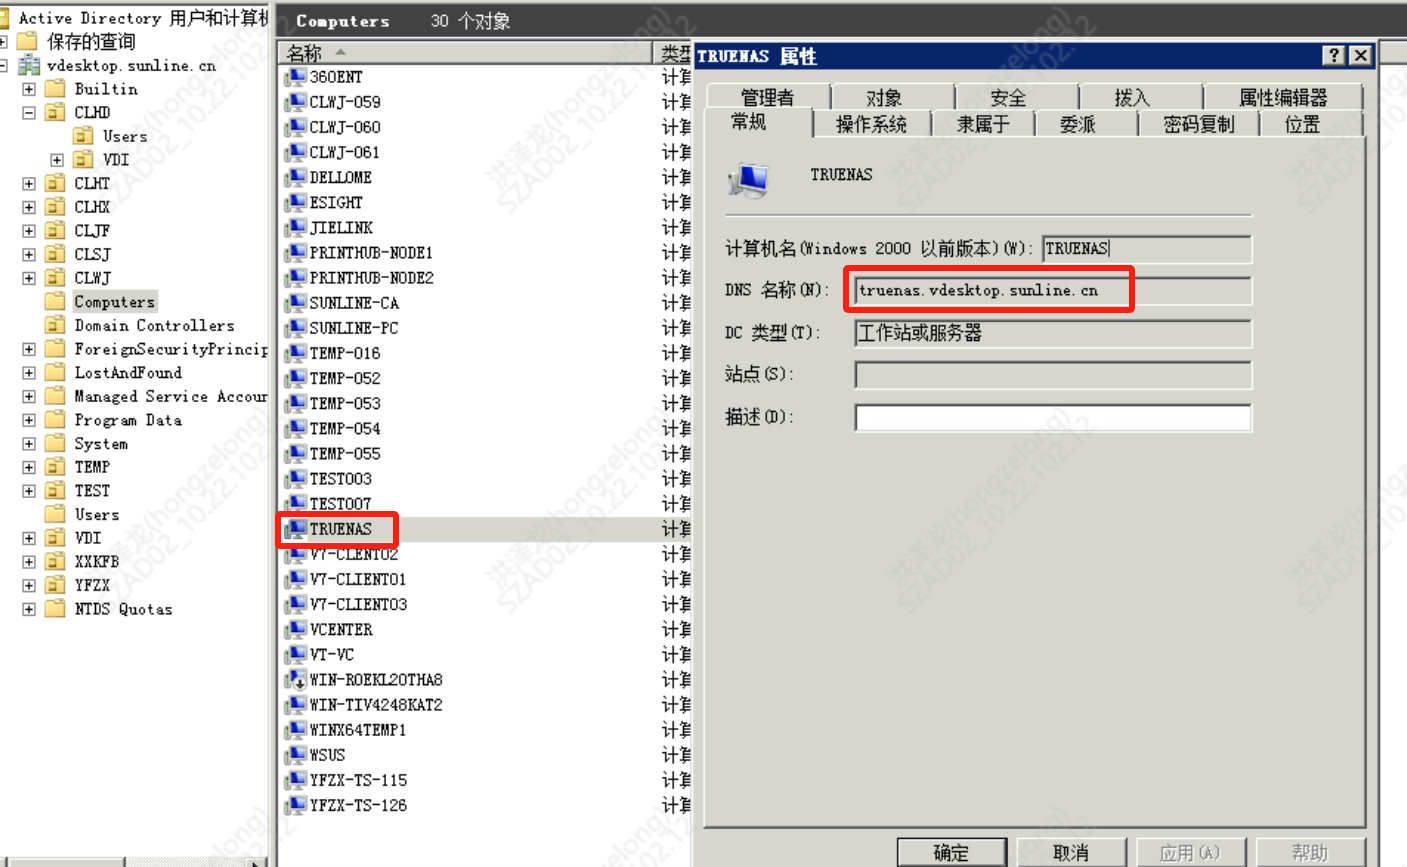 Active Directory 用户和计算机
保存的查询
vdesktop.sunline.cn
Builtin
CLHD
Users
VDI
CLHT
CLHX
CLJF
CLSJ
CLWJ
Computers
Domain Controllers
ForeignSecurityPrincip
LostAndFound
Managed Service Accoun
Program Data
System
TEMP
TEST
Users
VDI
XXKFB
YFZX
NTDS Quotas
Computers 30 个对象
名称 类型
360ENT 计算
CLWJ-059 计算
CLWJ-060 计算
CLWJ-061 计算
DELLOME 计算
ESIGHT 计算
JIELINK 计算
PRINTHUB-NODE1 计算
PRINTHUB-NODE2 计算
SUNLINE-CA 计算
SUNLINE-PC 计算
TEMP-016 计算
TEMP-052 计算
TEMP-053 计算
TEMP-054 计算
TEMP-055 计算
TEST003 计算
TEST007 计算
TRUENAS 计算
V7-CLENT02 计算
V7-CLIENT01 计算
V7-CLIENT03 计算
VCENTER 计算
VT-VC 计算
WIN-ROEKL2OTHA8 计算
WIN-TIV4248KAT2 计算
WINX64TEMP1 计算
WSUS 计算
YFZX-TS-115 计算
YFZX-TS-126 计算
TRUENAS 属性
管理者 对象 安全 拨入 属性编辑器
常规 操作系统 隶属于 委派 密码复制 位置
TRUENAS
计算机名(Windows 2000 以前版本)(W): TRUENAS
DNS 名称(N): truenas.vdesktop.sunline.cn
DC 类型(T): 工作站或服务器
站点(S):
描述(D):
确定 取消 应用(A) 帮助